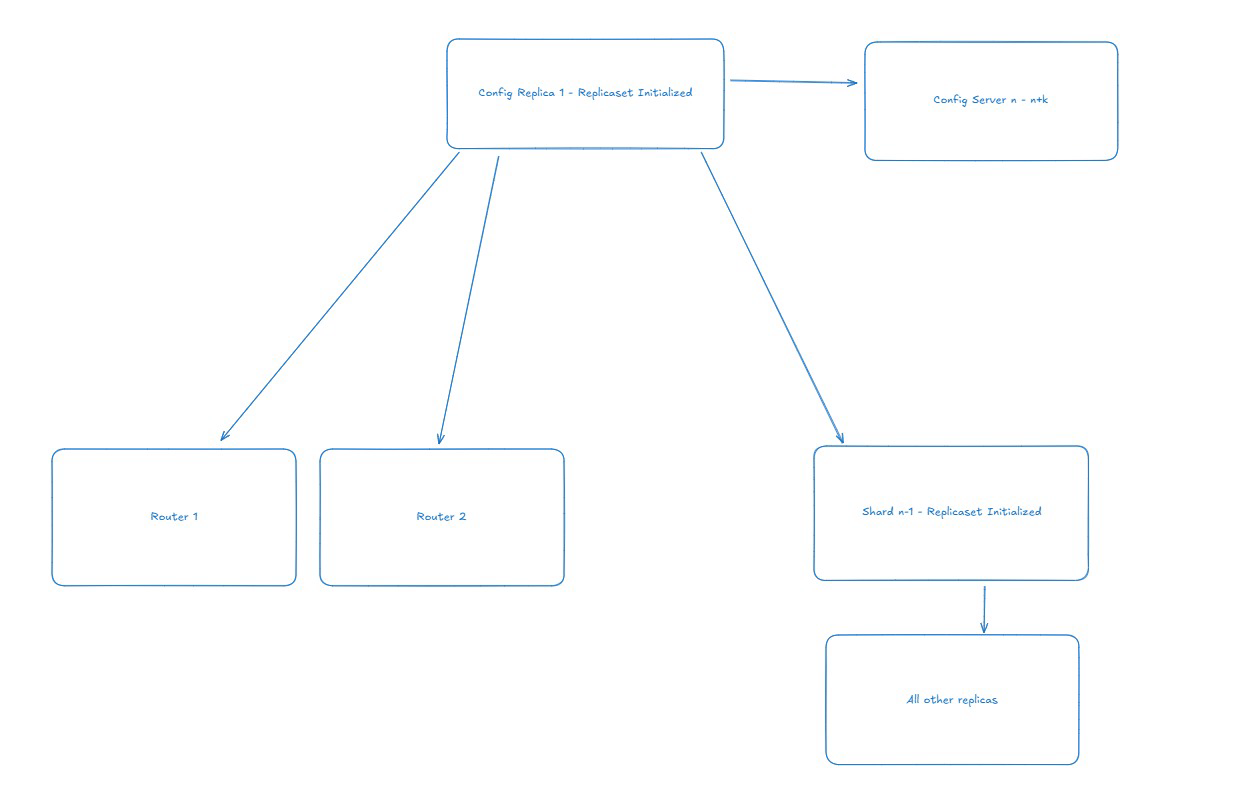 Config Replica 1 - Replicaset Initialized
Config Server n - n+k
Router 1
Router 2
Shard n-1 - Replicaset Initialized
All other replicas